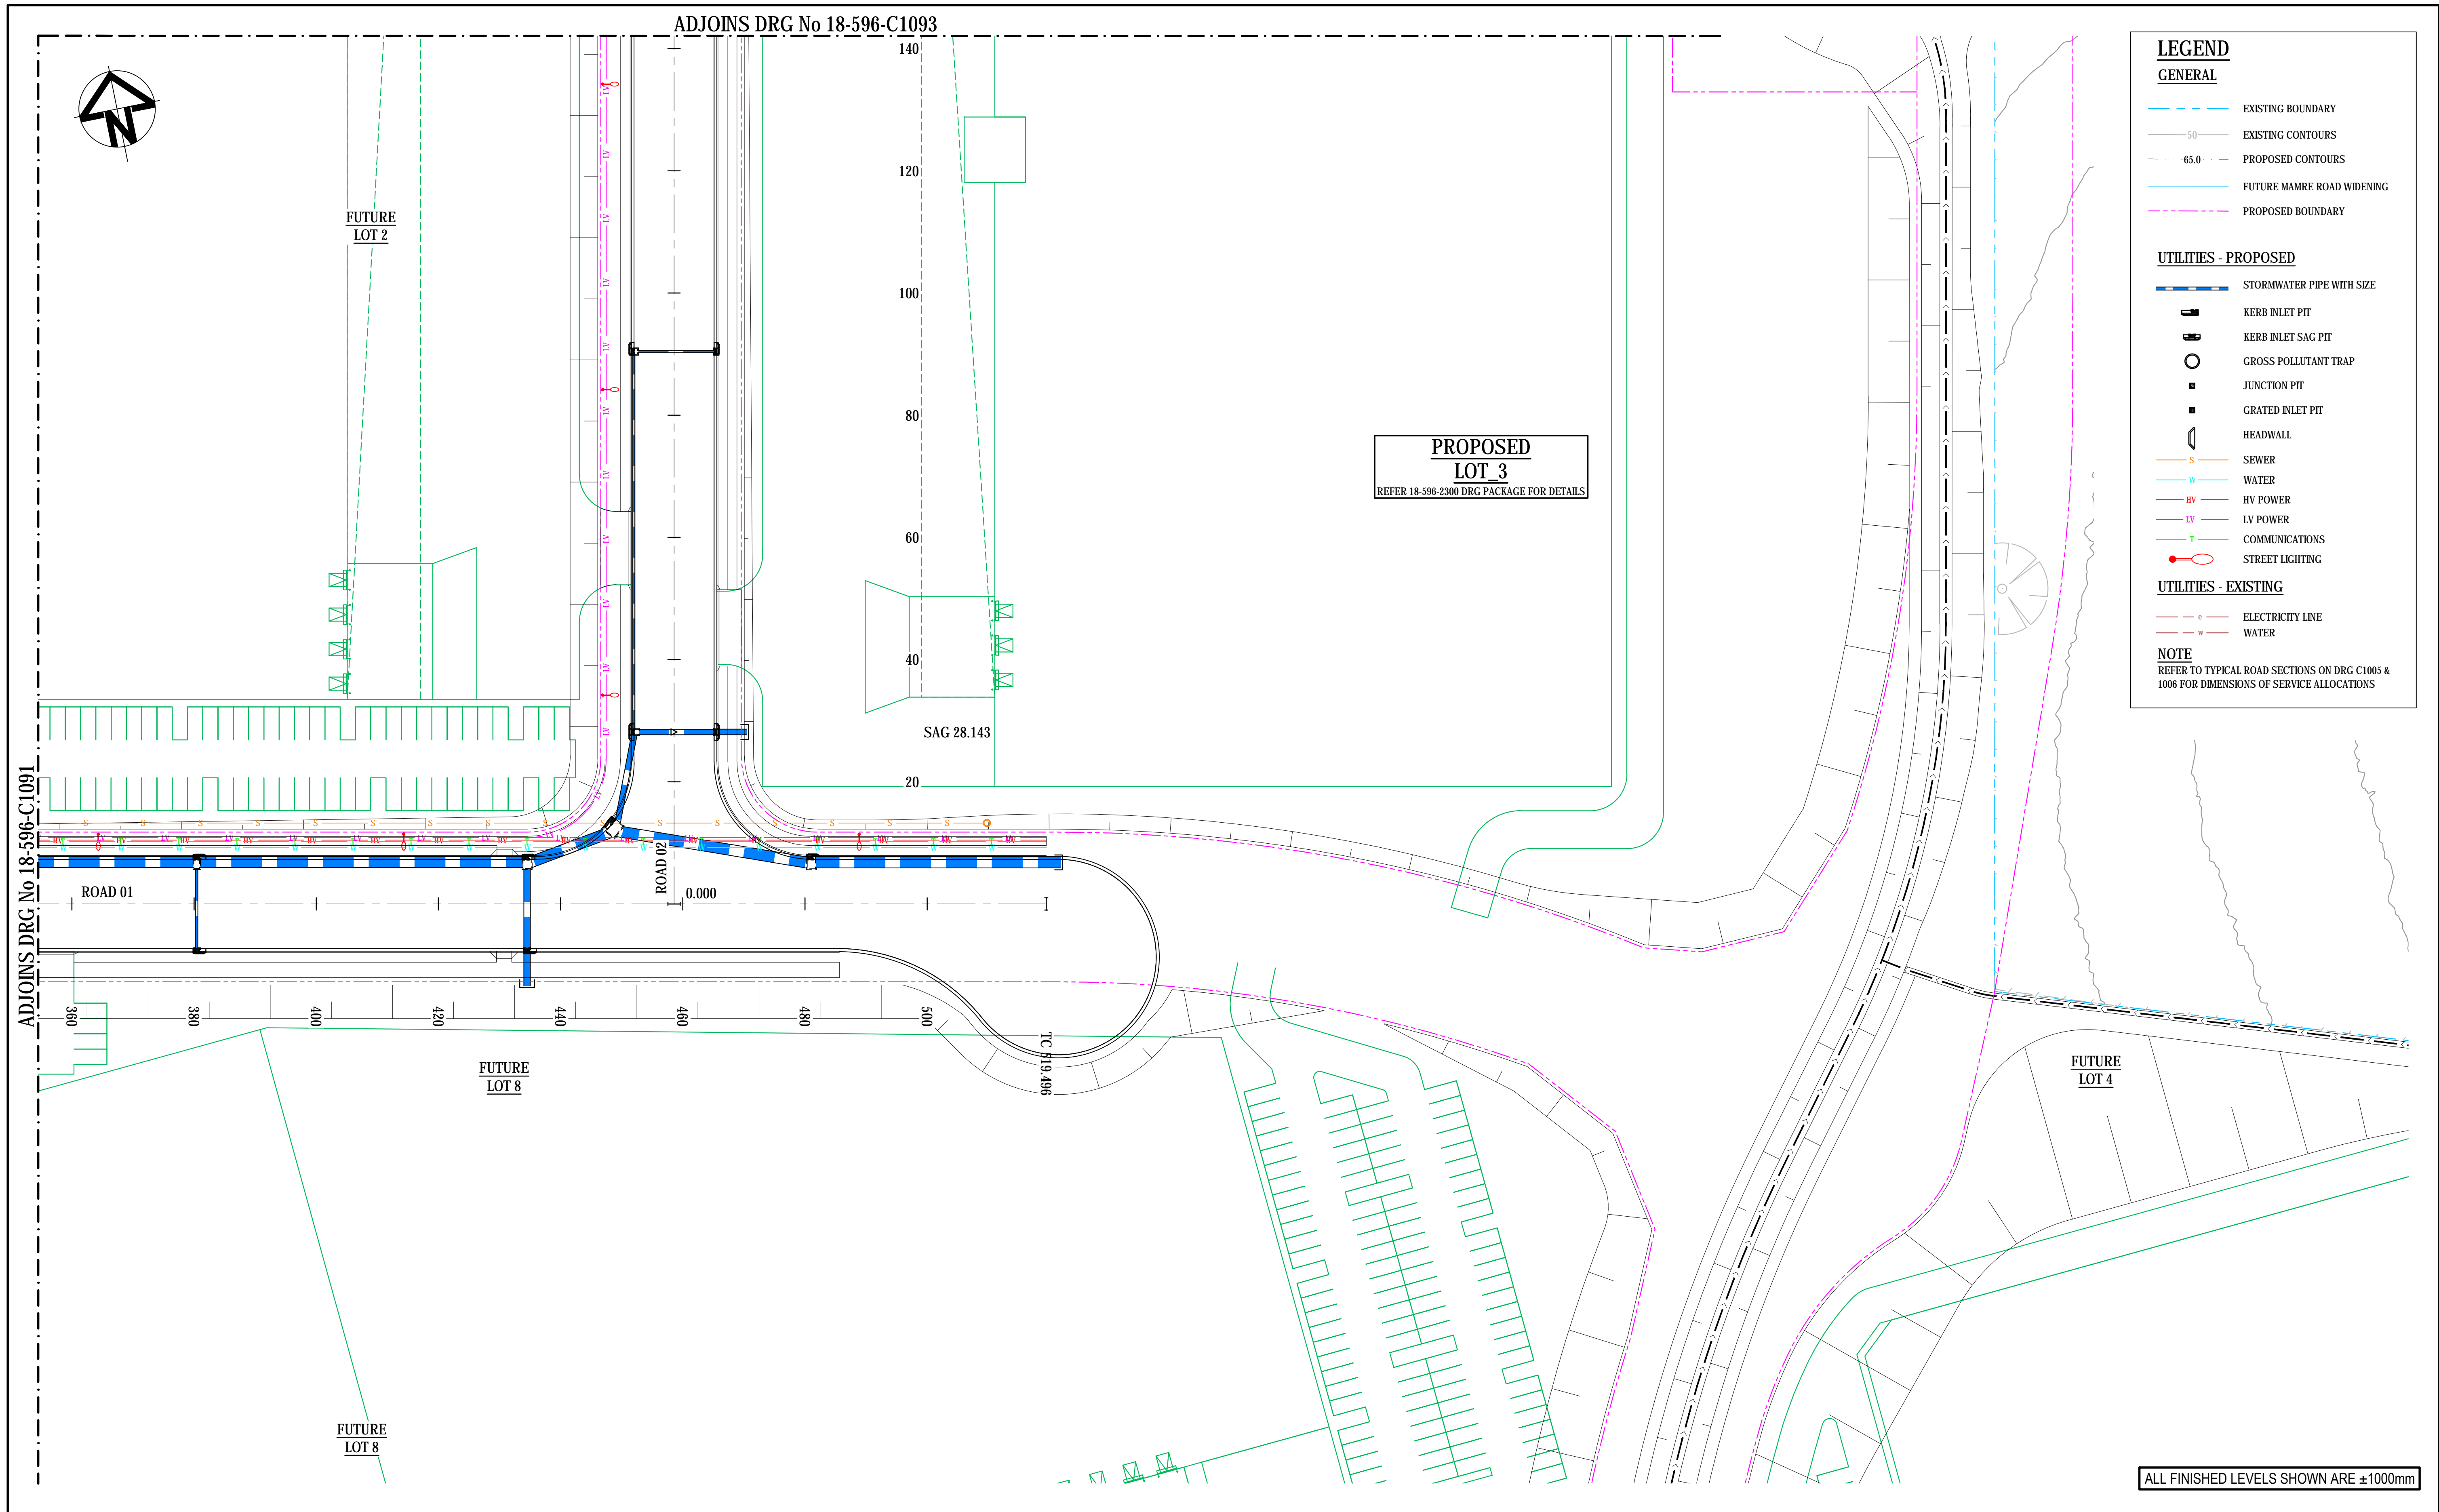 ADJOINS DRG No 18-596-C1093
ADJOINS DRG No 18-596-C1091
N
FUTURE
LOT 2
140
120
100
80
60
40
20
SAG 28.143
PROPOSED
LOT_3
REFER 18-596-2300 DRG PACKAGE FOR DETAILS
ROAD 01
ROAD 02
0.000
360
380
400
420
440
460
480
500
TC 519.496
FUTURE
LOT 8
FUTURE
LOT 8
FUTURE
LOT 4
LEGEND
GENERAL
EXISTING BOUNDARY
50 EXISTING CONTOURS
65.0 PROPOSED CONTOURS
FUTURE MAMRE ROAD WIDENING
PROPOSED BOUNDARY
UTILITIES - PROPOSED
STORMWATER PIPE WITH SIZE
KERB INLET PIT
KERB INLET SAG PIT
GROSS POLLUTANT TRAP
JUNCTION PIT
GRATED INLET PIT
HEADWALL
S SEWER
W WATER
HV HV POWER
LV LV POWER
T COMMUNICATIONS
STREET LIGHTING
UTILITIES - EXISTING
e ELECTRICITY LINE
w WATER
NOTE
REFER TO TYPICAL ROAD SECTIONS ON DRG C1005 &
1006 FOR DIMENSIONS OF SERVICE ALLOCATIONS
ALL FINISHED LEVELS SHOWN ARE ±1000mm